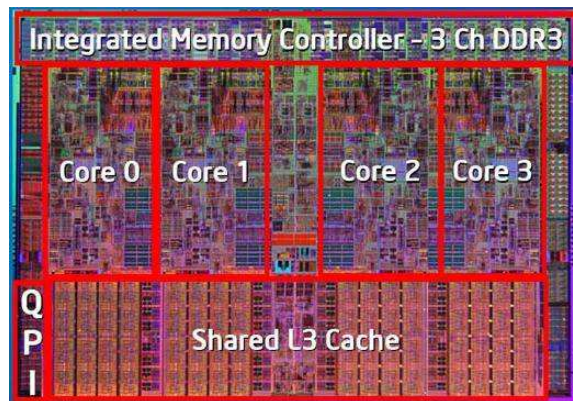 Integrated Memory Controller - 3 Ch DDR3
Core 0
Core 1
Core 2
Core 3
Q
P
I
Shared L3 Cache